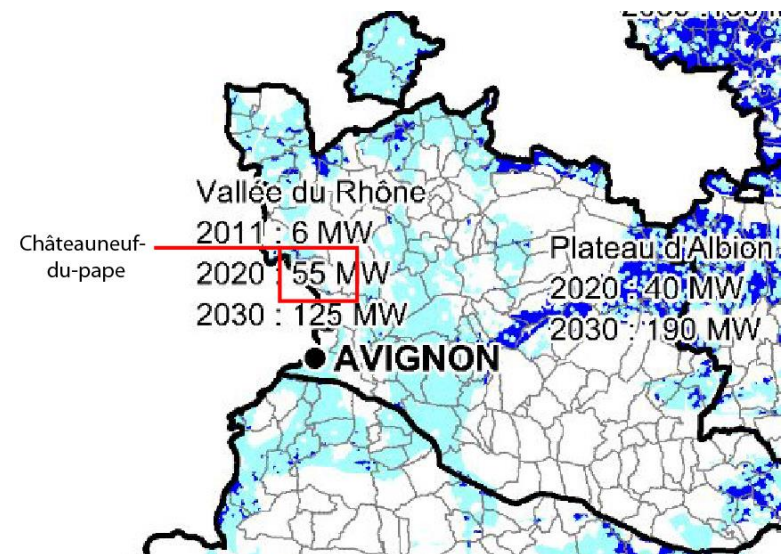 Vallée du Rhône
2011 : 6 MW
2020 : 55 MW
2030 : 125 MW
Châteauneuf-
du-pape
Plateau d'Albion
2020 : 40 MW
2030 : 190 MW
AVIGNON